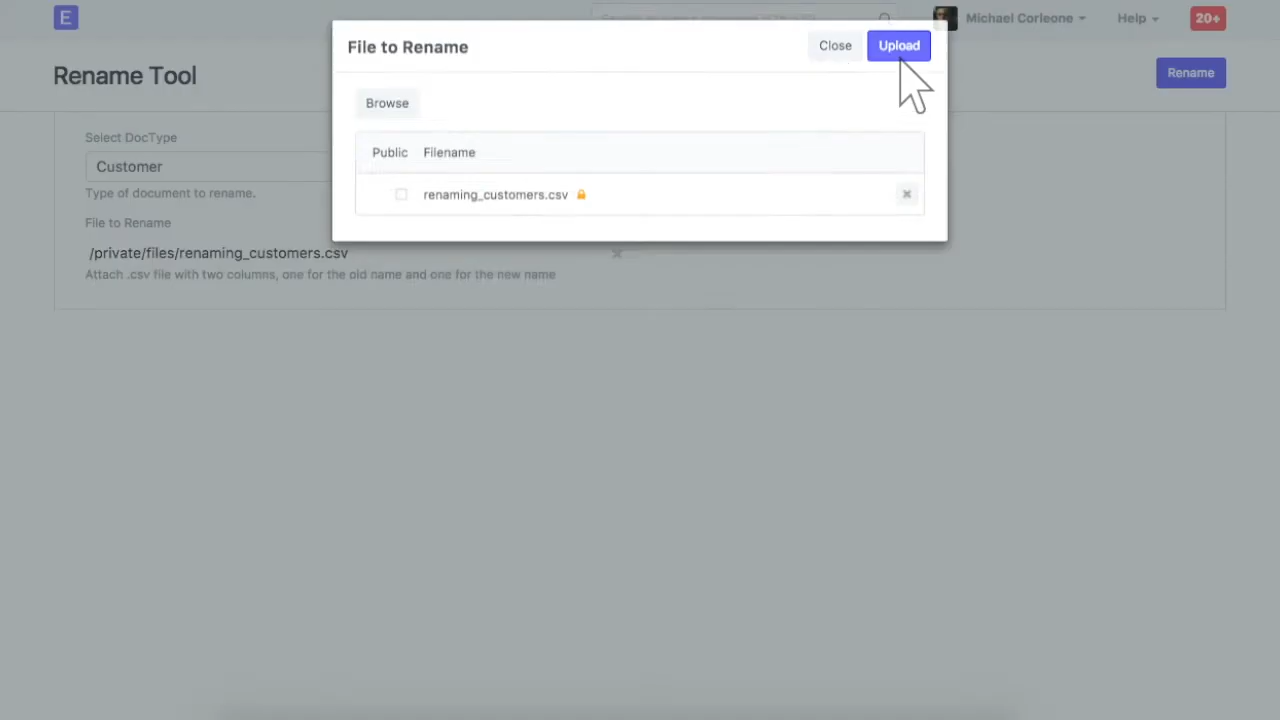 E
Michael Corleone
Help
20+
File to Rename
Close
Upload
Rename Tool
Rename
Browse
Select DocType
Public Filename
Customer
Type of document to rename.
renaming_customers.csv
File to Rename
/private/files/renaming_customers.csv
Attach .csv file with two columns, one for the old name and one for the new name